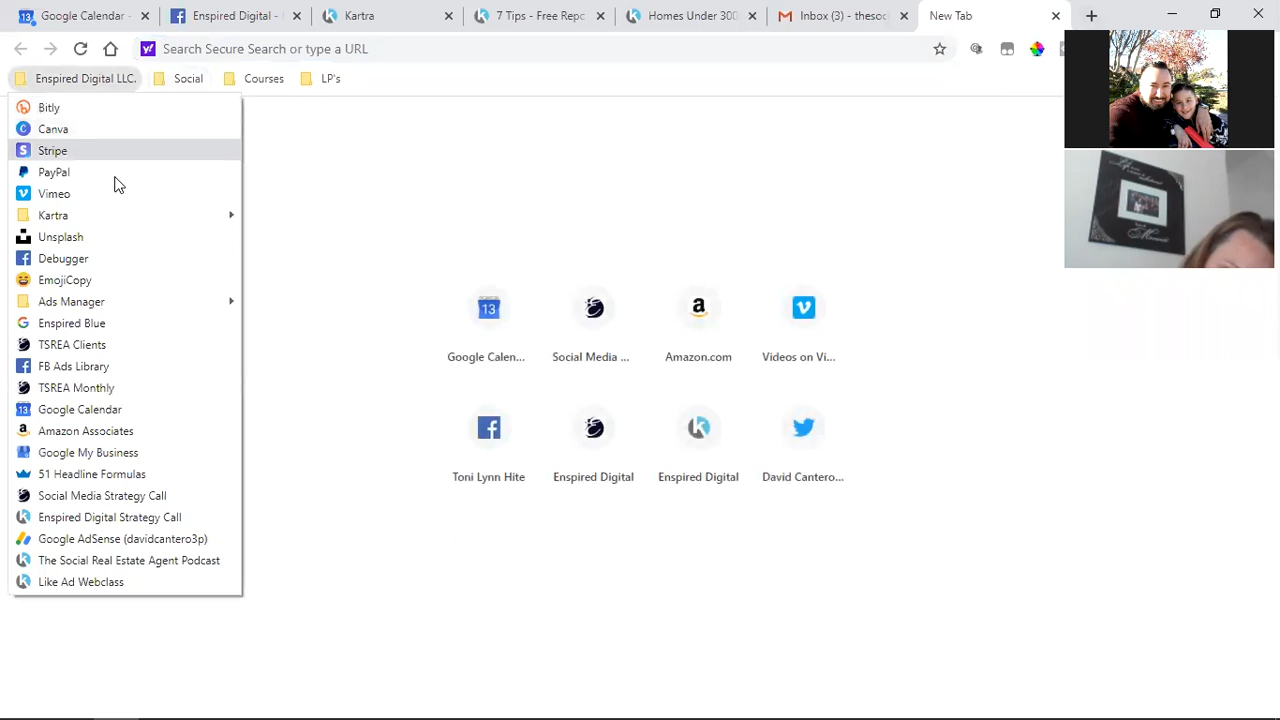 Google Calendar -
Enspired Digital -
Kartra
7 Tips - Free Repo
Homes Under 300
Inbox (3) - thesoc
New Tab
Search Secure Search or type a URL
Enspired Digital LLC.
Social
Courses
LP's
Bitly
Canva
Stripe
PayPal
Vimeo
Kartra
Unsplash
Debugger
EmojiCopy
Ads Manager
Enspired Blue
TSREA Clients
FB Ads Library
TSREA Monthly
Google Calendar
Amazon Associates
Google My Business
51 Headline Formulas
Social Media Strategy Call
Enspired Digital Strategy Call
Google AdSense (davidcantero3p)
The Social Real Estate Agent Podcast
Like Ad Webclass
Google Calen...
Social Media ...
Amazon.com
Videos on Vi...
Toni Lynn Hite
Enspired Digital
Enspired Digital
David Cantero...